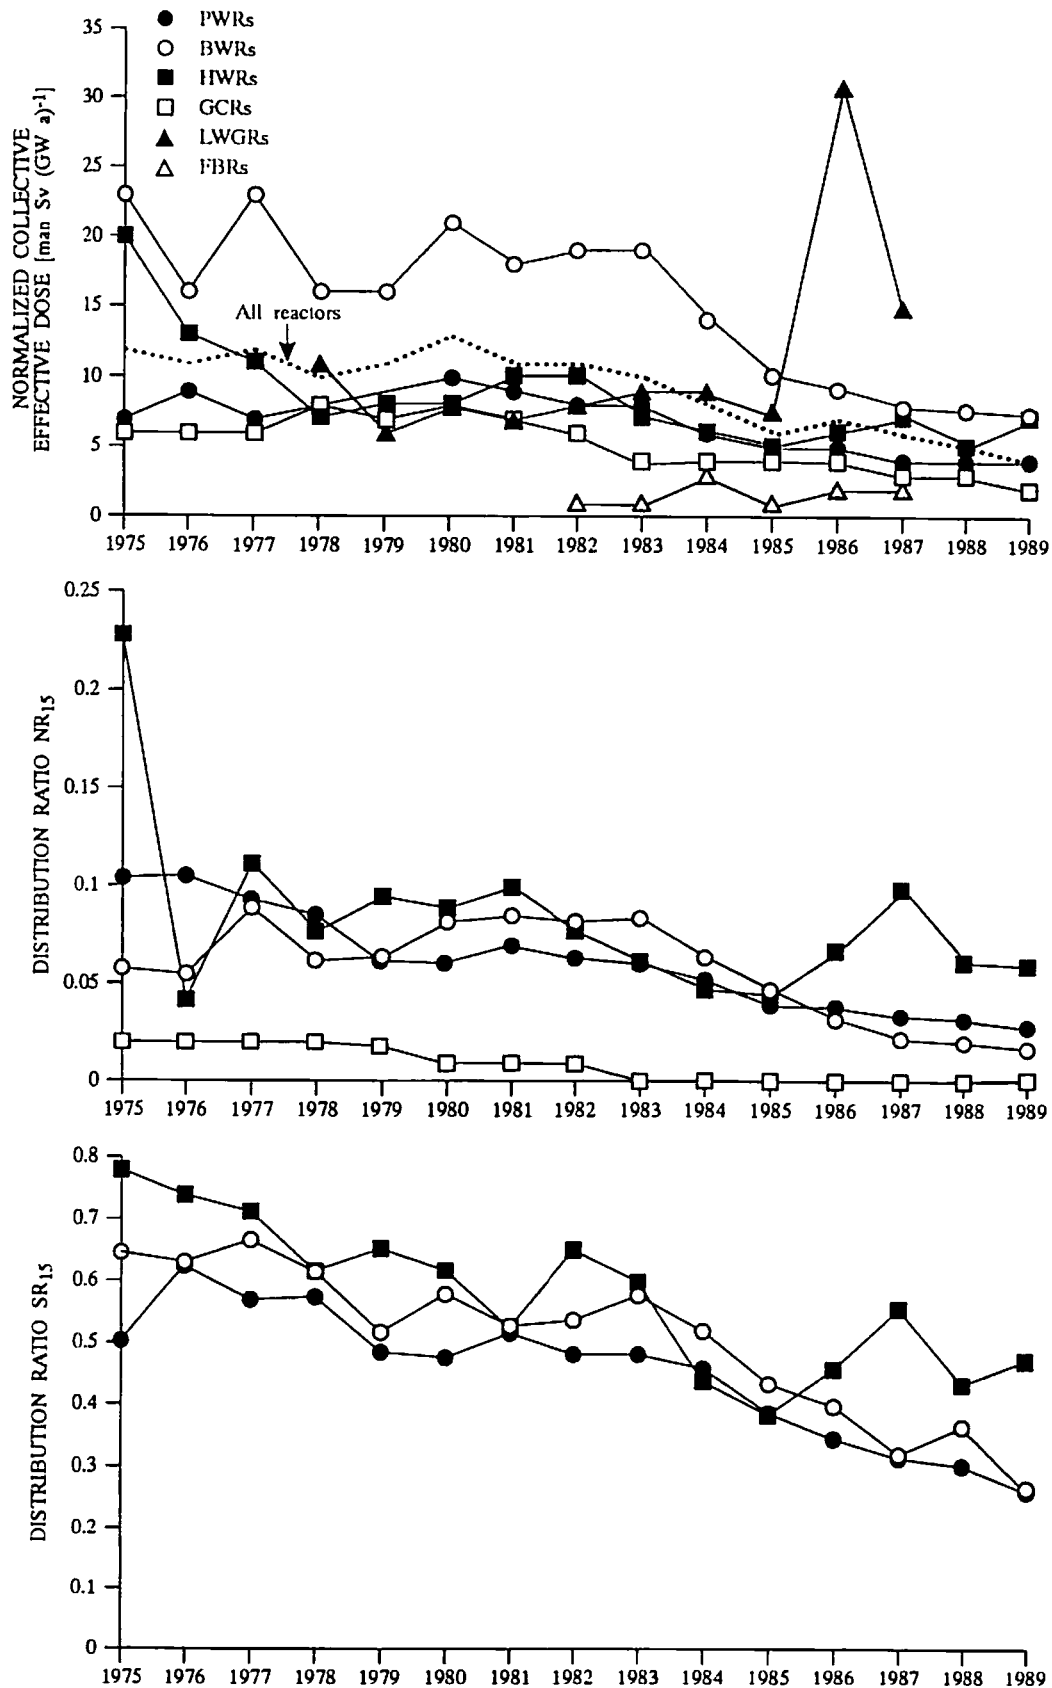 35
30
25
20
15
10
5
0
NORMALIZED COLLECTIVE
EFFECTIVE DOSE [man Sv (GW a)-1]
PWRs
BWRs
HWRs
GCRs
LWGRs
FBRs
All reactors
1975 1976 1977 1978 1979 1980 1981 1982 1983 1984 1985 1986 1987 1988 1989
0.25
0.2
0.15
0.1
0.05
0
DISTRIBUTION RATIO NR15
1975 1976 1977 1978 1979 1980 1981 1982 1983 1984 1985 1986 1987 1988 1989
0.8
0.7
0.6
0.5
0.4
0.3
0.2
0.1
0
DISTRIBUTION RATIO SR15
1975 1976 1977 1978 1979 1980 1981 1982 1983 1984 1985 1986 1987 1988 1989